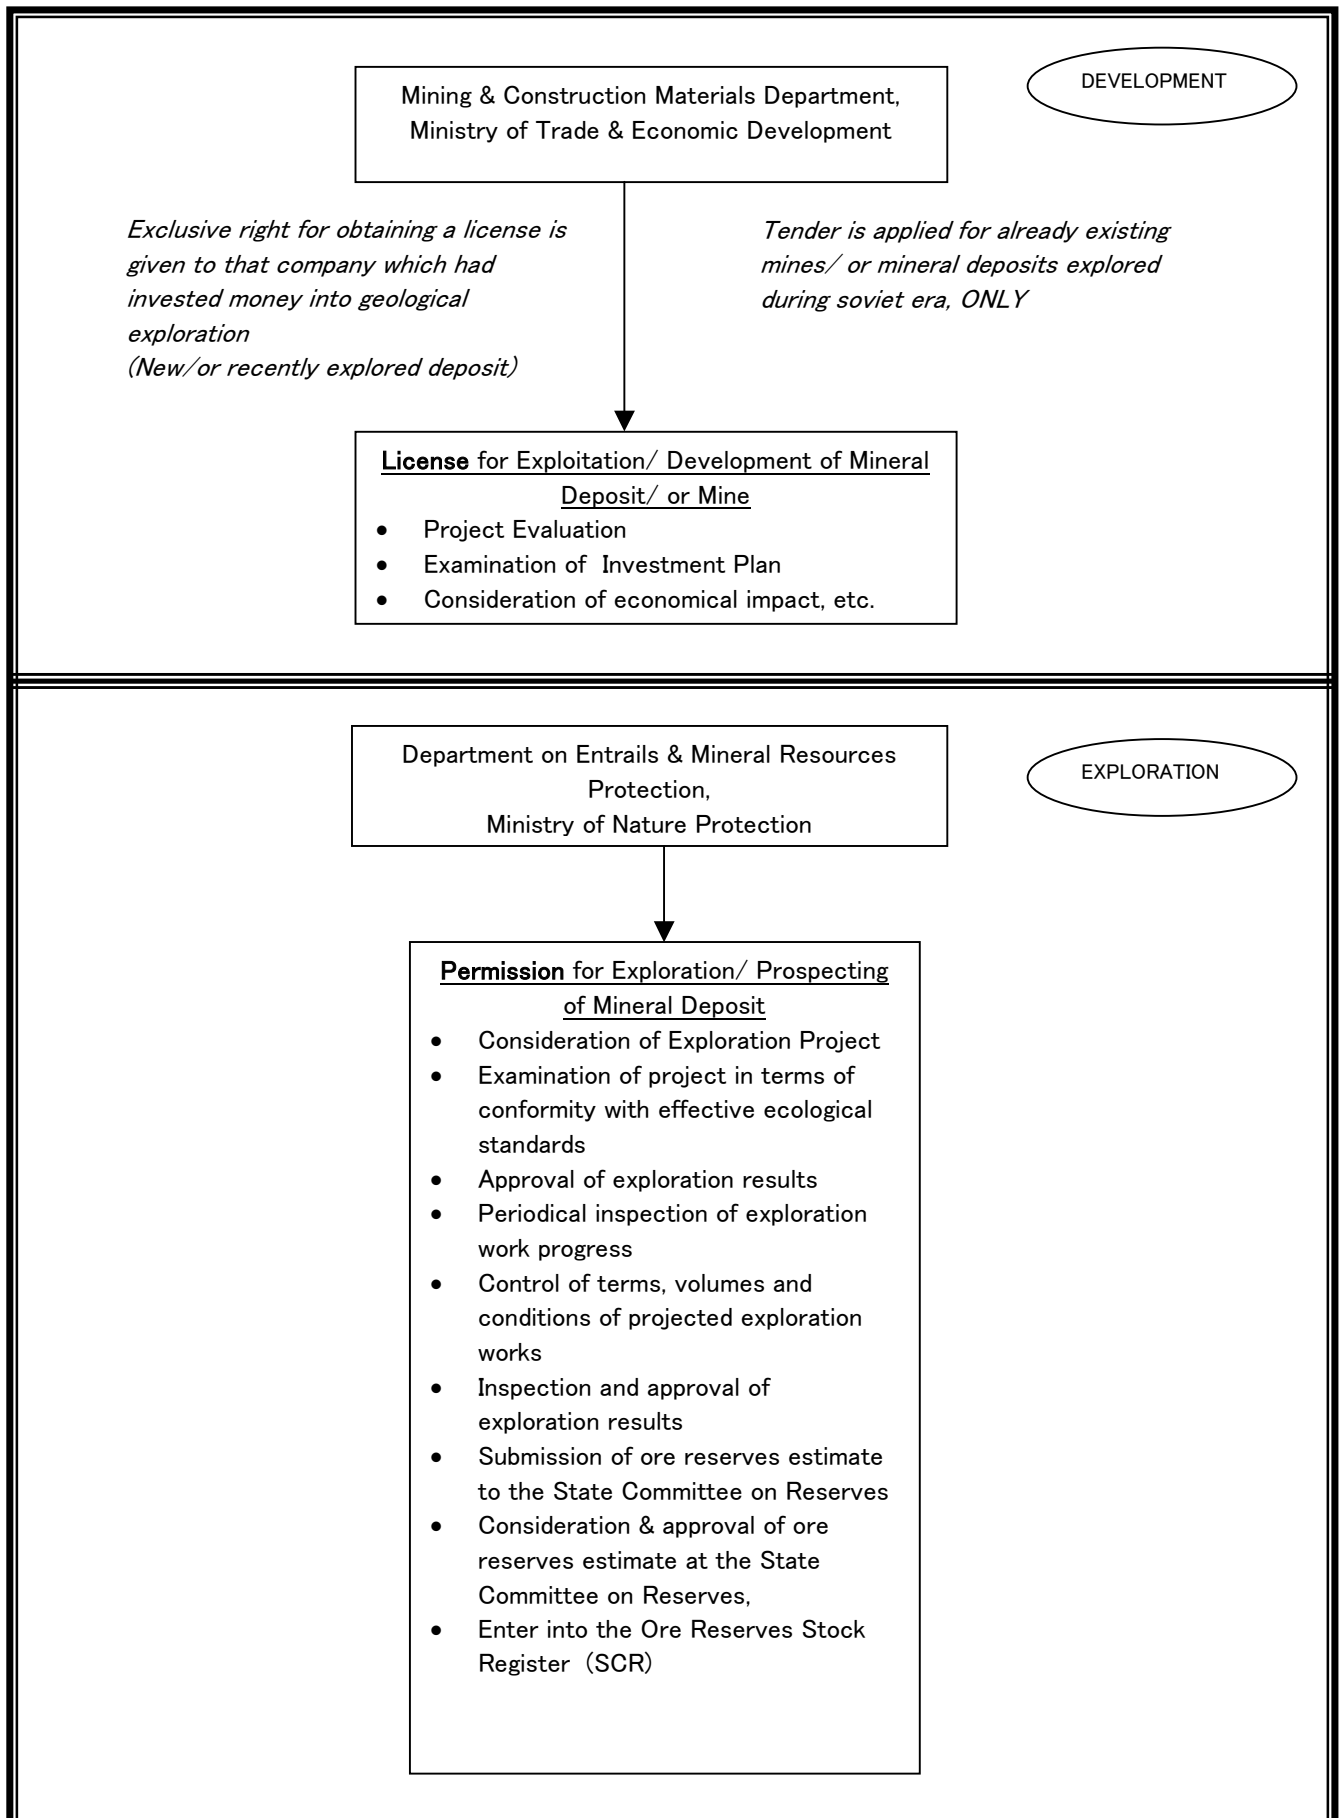 DEVELOPMENT
Mining & Construction Materials Department,
Ministry of Trade & Economic Development
Exclusive right for obtaining a license is
given to that company which had
invested money into geological
exploration
(New/or recently explored deposit)
Tender is applied for already existing
mines/ or mineral deposits explored
during soviet era, ONLY
License for Exploitation/ Development of Mineral
Deposit/ or Mine
• Project Evaluation
• Examination of Investment Plan
• Consideration of economical impact, etc.
Department on Entrails & Mineral Resources
Protection,
Ministry of Nature Protection
EXPLORATION
Permission for Exploration/ Prospecting
of Mineral Deposit
• Consideration of Exploration Project
• Examination of project in terms of
conformity with effective ecological
standards
• Approval of exploration results
• Periodical inspection of exploration
work progress
• Control of terms, volumes and
conditions of projected exploration
works
• Inspection and approval of
exploration results
• Submission of ore reserves estimate
to the State Committee on Reserves
• Consideration & approval of ore
reserves estimate at the State
Committee on Reserves,
• Enter into the Ore Reserves Stock
Register (SCR)